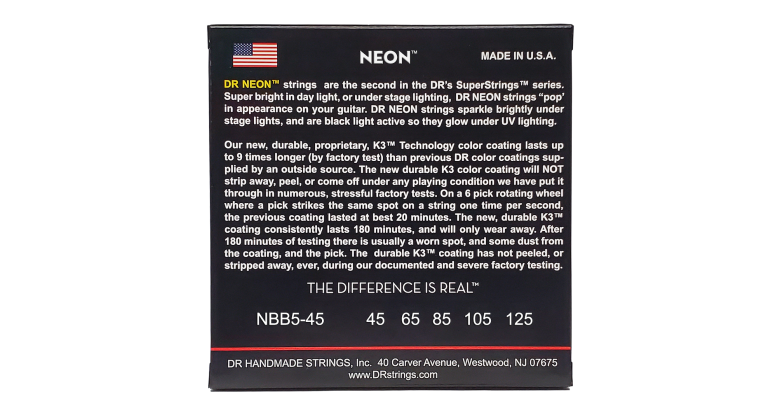 NEON™
MADE IN U.S.A.
DR NEON™ strings are the second in the DR's SuperStrings™ series.
Super bright in day light, or under stage lighting, DR NEON strings “pop’
in appearance on your guitar. DR NEON strings sparkle brightly under
stage lights, and are black light active so they glow under UV lighting.
Our new, durable, proprietary, K3™ Technology color coating lasts up
to 9 times longer (by factory test) than previous DR color coatings sup-
plied by an outside source. The new durable K3 color coating will NOT
strip away, peel, or come off under any playing condition we have put it
through in numerous, stressful factory tests. On a 6 pick rotating wheel
where a pick strikes the same spot on a string one time per second,
the previous coating lasted at best 20 minutes. The new, durable K3™
coating consistently lasts 180 minutes, and will only wear away. After
180 minutes of testing there is usually a worn spot, and some dust from
the coating, and the pick. The durable K3™ coating has not peeled, or
stripped away, ever, during our documented and severe factory testing.
THE DIFFERENCE IS REAL™
NBB5-45 45 65 85 105 125
DR HANDMADE STRINGS, Inc. 40 Carver Avenue, Westwood, NJ 07675
www.DRstrings.com